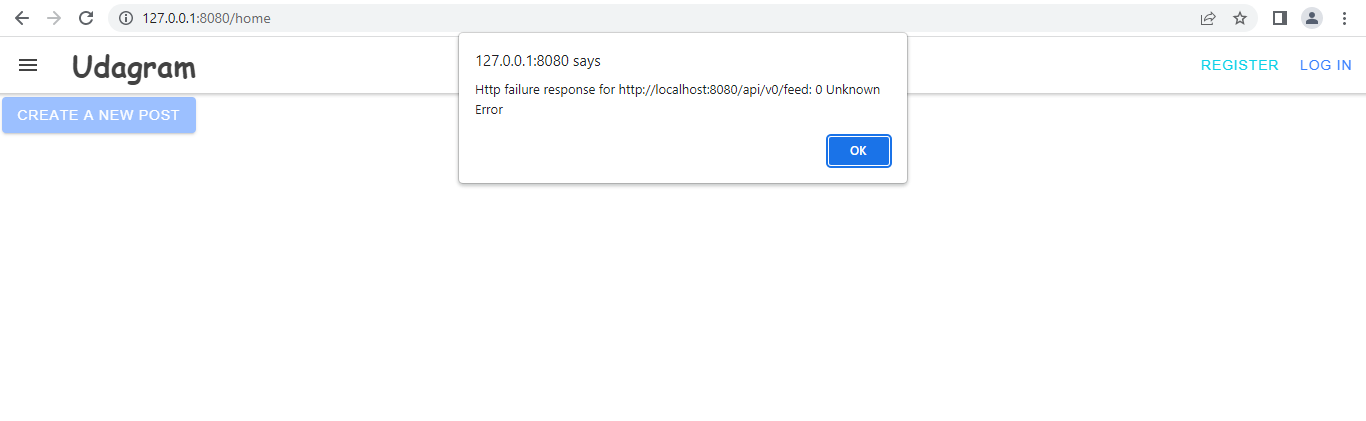 127.0.0.1:8080/home
Udagram
REGISTER
LOG IN
CREATE A NEW POST
127.0.0.1:8080 says
Http failure response for http://localhost:8080/api/v0/feed: 0 Unknown
Error
OK